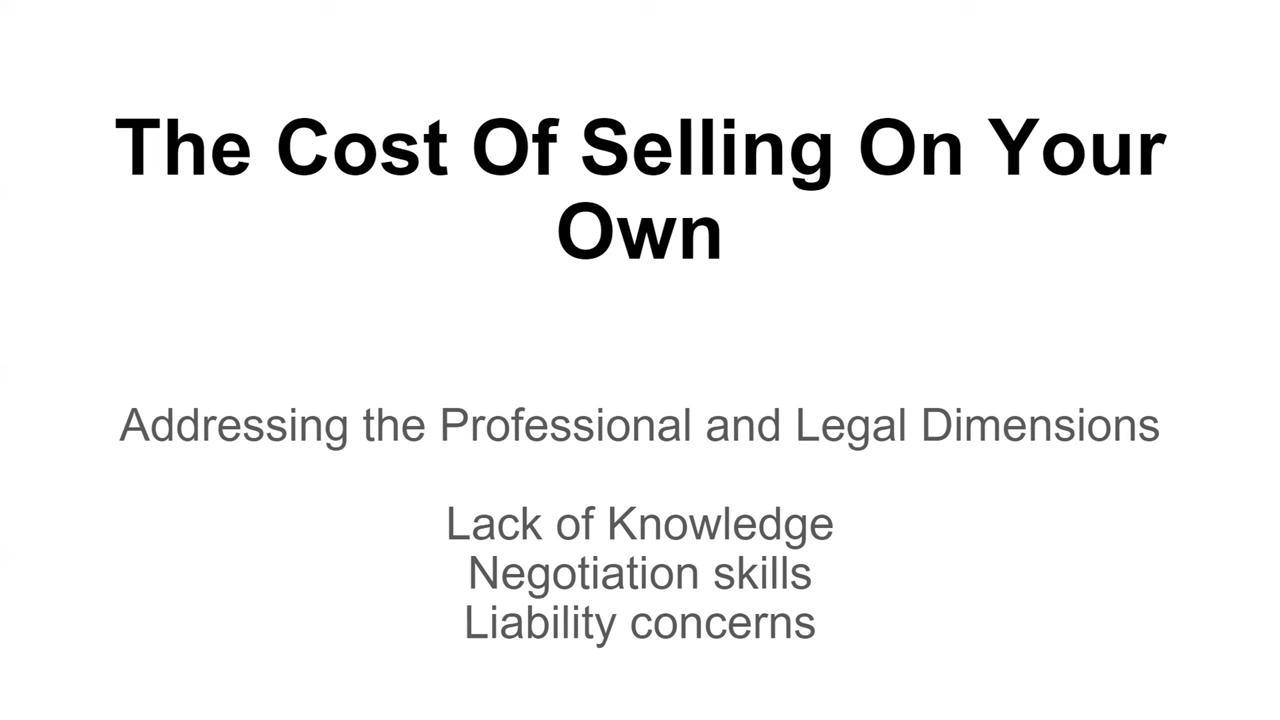 The Cost Of Selling On Your
Own
Addressing the Professional and Legal Dimensions
Lack of Knowledge
Negotiation skills
Liability concerns